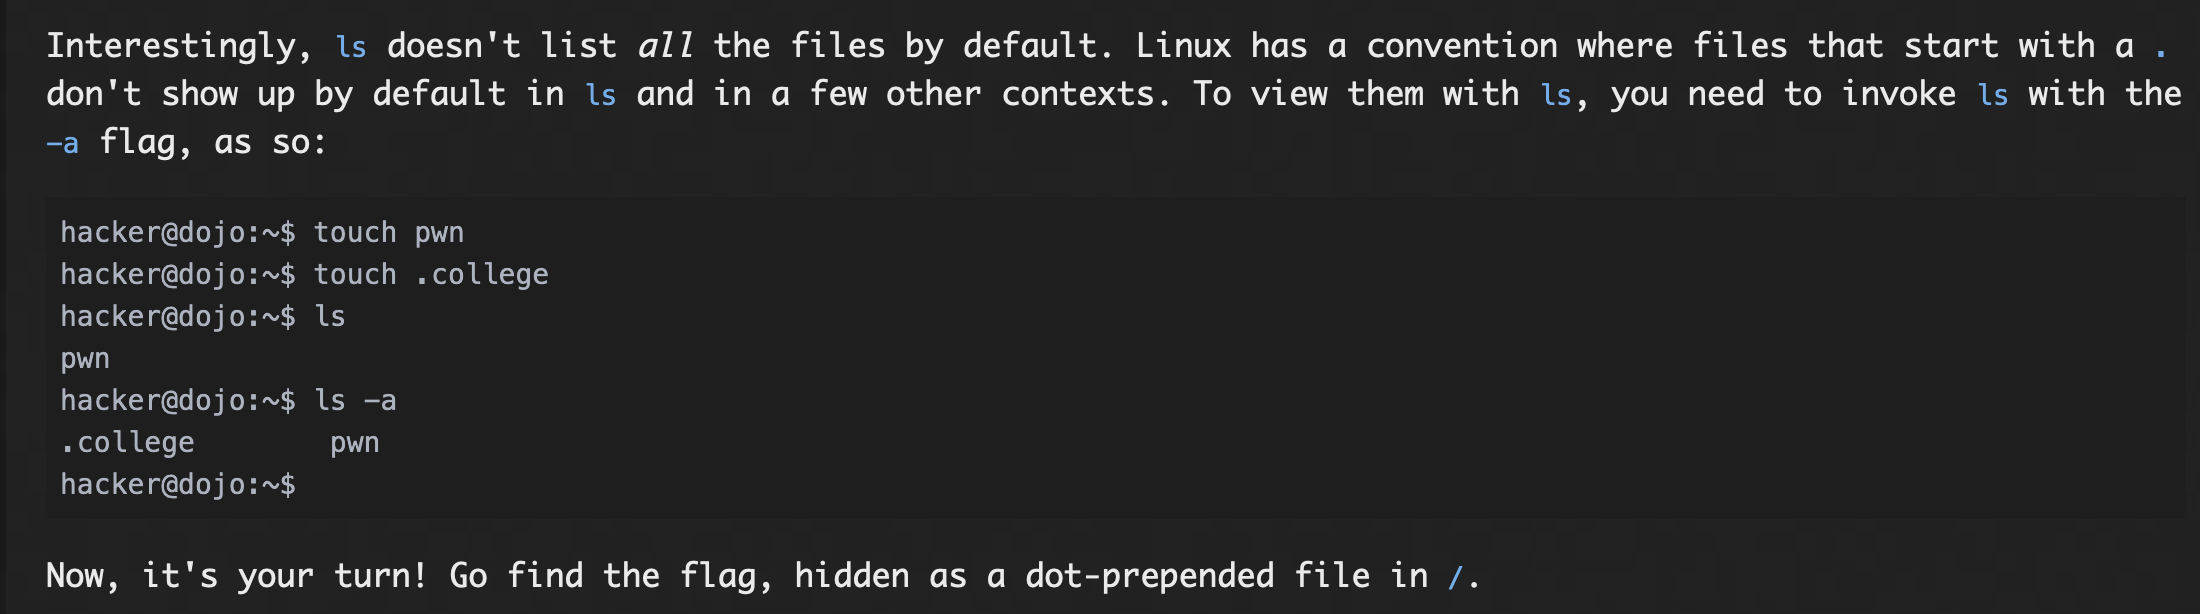 Interestingly, ls doesn't list all the files by default. Linux has a convention where files that start with a .
don't show up by default in ls and in a few other contexts. To view them with ls, you need to invoke ls with the
-a flag, as so:
hacker@dojo:~$ touch pwn
hacker@dojo:~$ touch .college
hacker@dojo:~$ ls
pwn
hacker@dojo:~$ ls -a
.college        pwn
hacker@dojo:~$
Now, it's your turn! Go find the flag, hidden as a dot-prepended file in /.